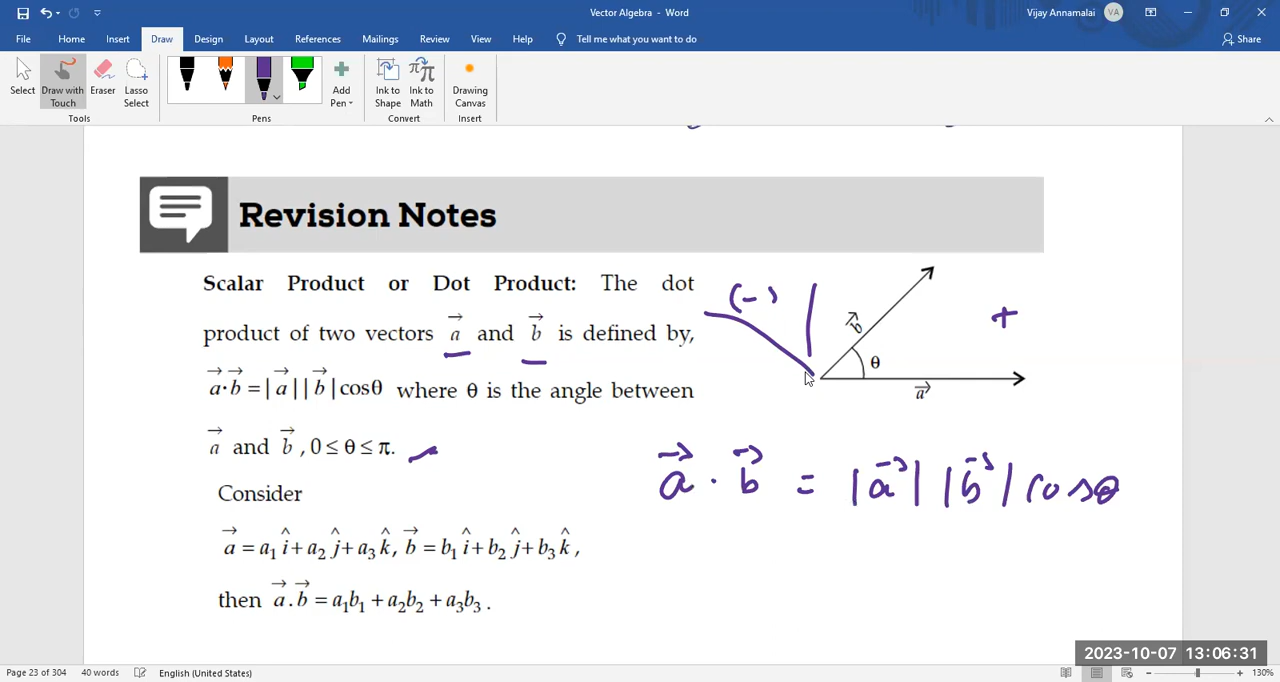 Vector Algebra - Word
Vijay Annamalai VA
File Home Insert Draw Design Layout References Mailings Review View Help Tell me what you want to do Share
Select Draw with Touch Eraser Lasso Select Add Pen Ink to Shape Ink to Math Drawing Canvas
Tools Pens Convert Insert
Revision Notes
Scalar Product or Dot Product: The dot
product of two vectors a⃗ and b⃗ is defined by,
a⃗·b⃗ = |a⃗||b⃗|cosθ where θ is the angle between
a⃗ and b⃗, 0 ≤ θ ≤ π.
Consider
a⃗ = a₁î + a₂ĵ + a₃k̂, b⃗ = b₁î + b₂ĵ + b₃k̂,
then a⃗.b⃗ = a₁b₁ + a₂b₂ + a₃b₃.
(-)
+
b⃗
θ
a⃗
a⃗ · b⃗ = |a⃗| |b⃗| cosθ
2023-10-07 13:06:31
Page 23 of 304 40 words English (United States) 130%